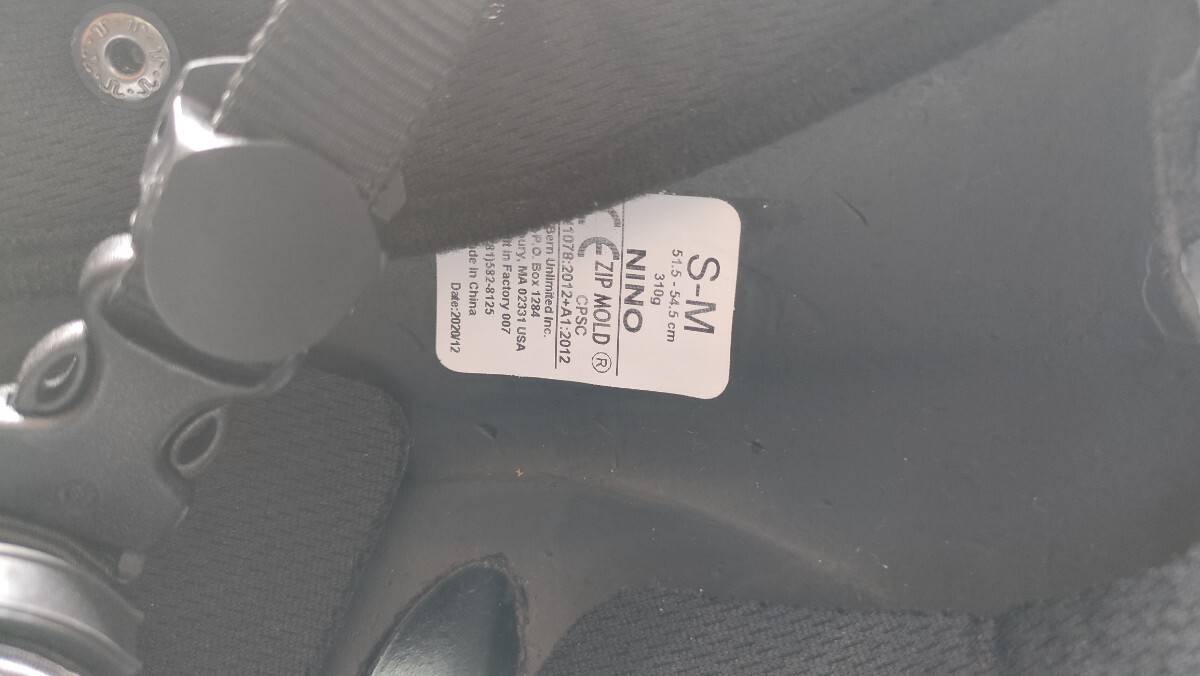 S-M
51.5 - 54.5 cm
310g
NINO
CE ZIP MOLD ®
CPSC
1078:2012+A1:2012
Bern Unlimited Inc.
P.O. Box 1284
MA 02331 USA
in Factory 007
582-8125
in China
Date:2020/12